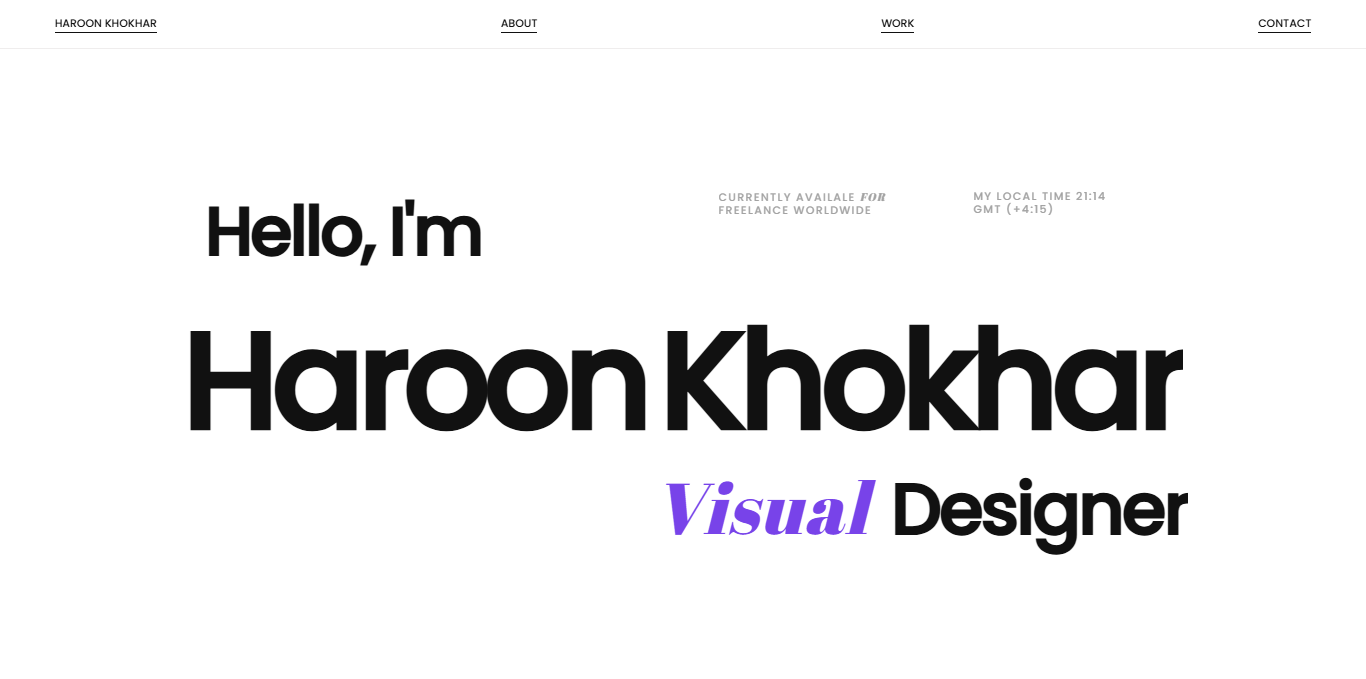 HAROON KHOKHAR
ABOUT
WORK
CONTACT
CURRENTLY AVAILALE FOR
FREELANCE WORLDWIDE
MY LOCAL TIME 21:14
GMT (+4:15)
Hello, I'm
Haroon Khokhar
Visual Designer